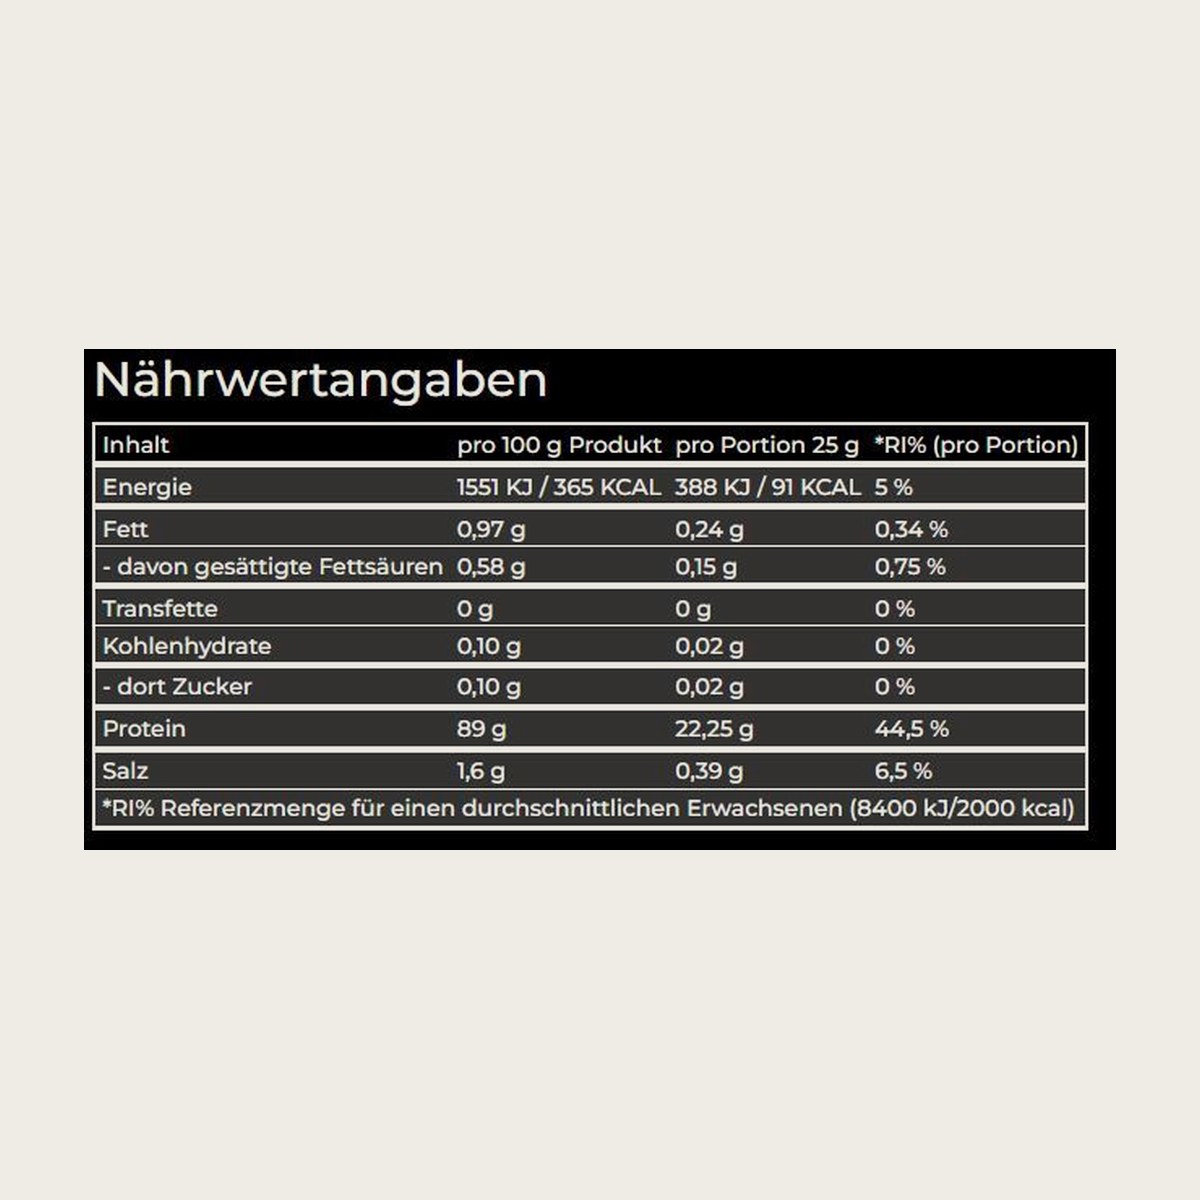 Nährwertangaben
Inhalt pro 100 g Produkt pro Portion 25 g *RI% (pro Portion)
Energie 1551 KJ / 365 KCAL 388 KJ / 91 KCAL 5 %
Fett 0,97 g 0,24 g 0,34 %
- davon gesättigte Fettsäuren 0,58 g 0,15 g 0,75 %
Transfette 0 g 0 g 0 %
Kohlenhydrate 0,10 g 0,02 g 0 %
- dort Zucker 0,10 g 0,02 g 0 %
Protein 89 g 22,25 g 44,5 %
Salz 1,6 g 0,39 g 6,5 %
*RI% Referenzmenge für einen durchschnittlichen Erwachsenen (8400 kJ/2000 kcal)